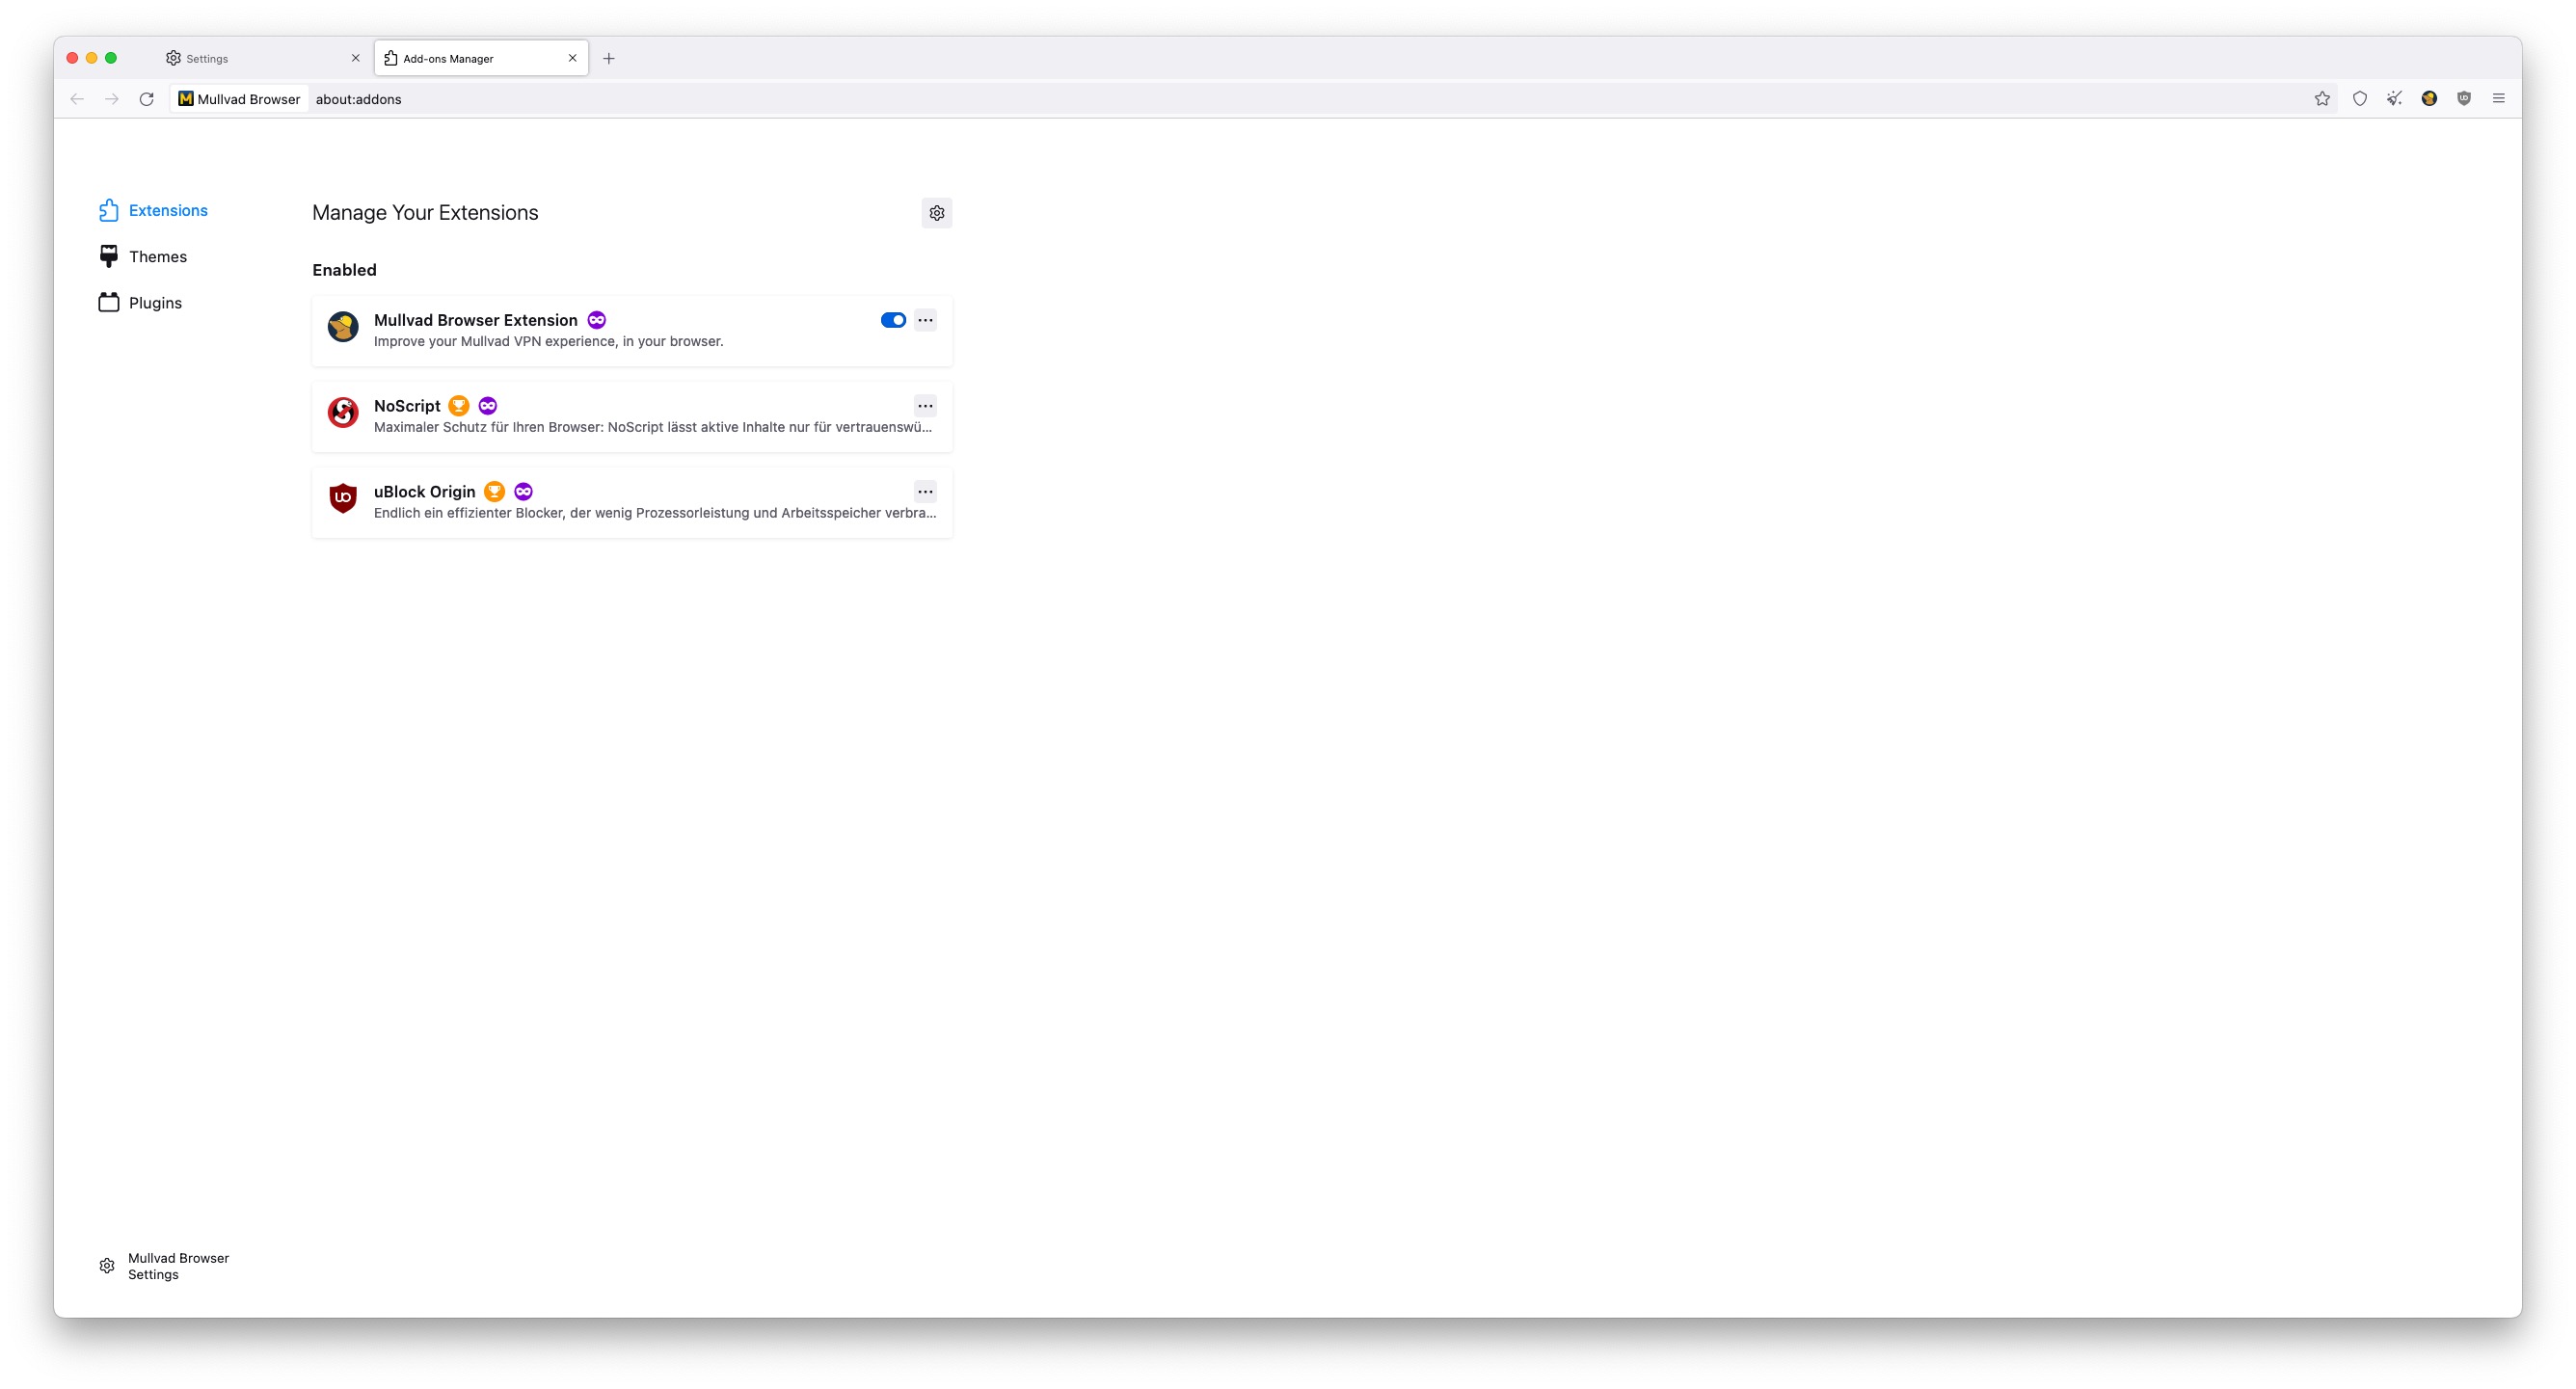 Settings
Add-ons Manager
Mullvad Browser about:addons
Extensions
Themes
Plugins
Manage Your Extensions
Enabled
Mullvad Browser Extension
Improve your Mullvad VPN experience, in your browser.
NoScript
Maximaler Schutz für Ihren Browser: NoScript lässt aktive Inhalte nur für vertrauenswü...
uBlock Origin
Endlich ein effizienter Blocker, der wenig Prozessorleistung und Arbeitsspeicher verbra...
Mullvad Browser
Settings